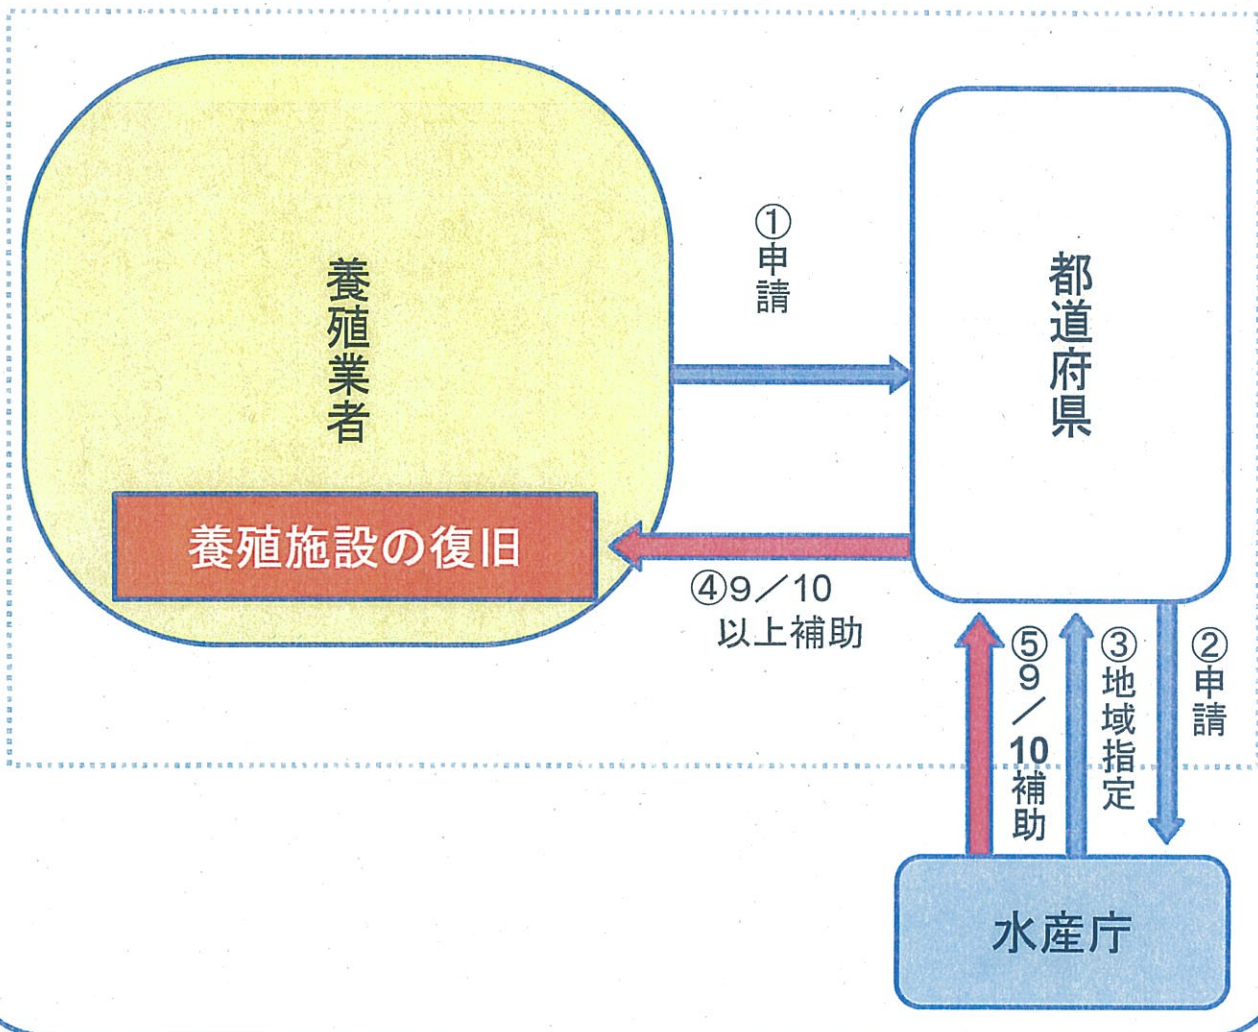 養殖業者
養殖施設の復旧
①申請
都道府県
④9／10
以上補助
⑤9／10補助
③地域指定
②申請
水産庁